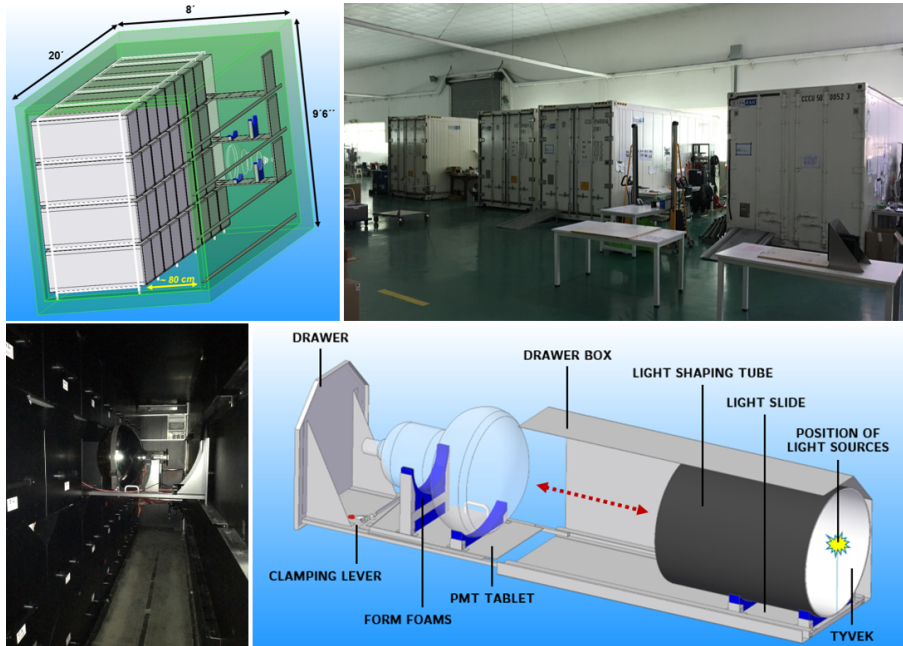 8´
20´
9´6´´
~ 80 cm
DRAWER
DRAWER BOX
LIGHT SHAPING TUBE
LIGHT SLIDE
POSITION OF
LIGHT SOURCES
CLAMPING LEVER
FORM FOAMS
PMT TABLET
TYVEK